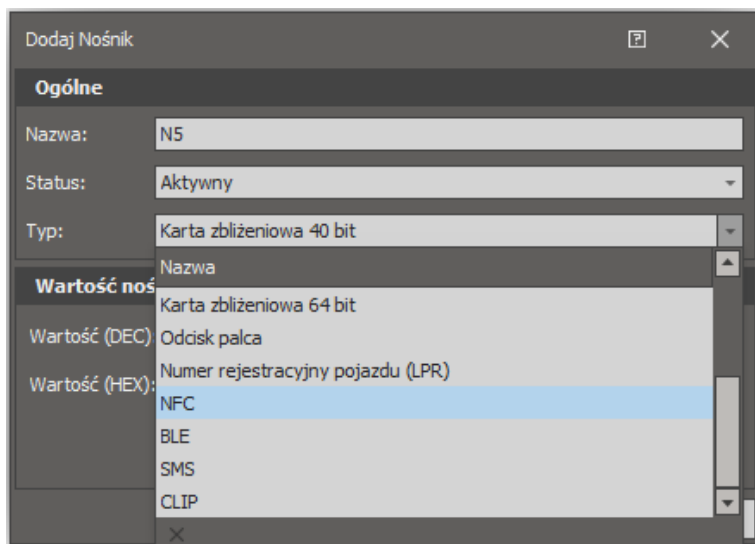 Dodaj Nośnik
Ogólne
Nazwa: N5
Status: Aktywny
Typ: Karta zbliżeniowa 40 bit
Nazwa
Wartość noś
Karta zbliżeniowa 64 bit
Wartość (DEC) Odcisk palca
Numer rejestracyjny pojazdu (LPR)
Wartość (HEX):
NFC
BLE
SMS
CLIP